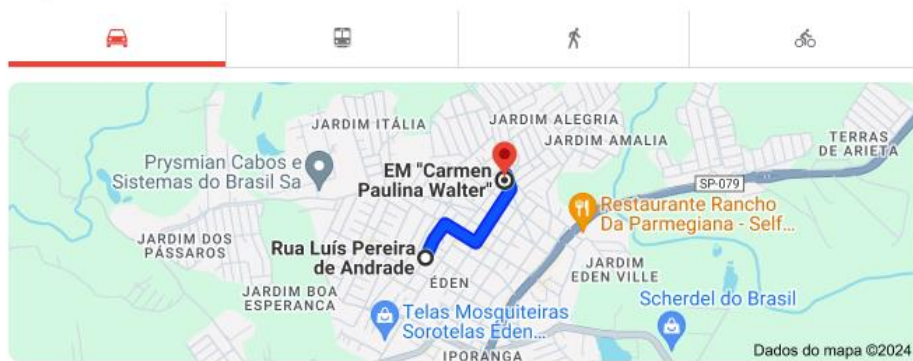 JARDIM ITÁLIA
JARDIM ALEGRIA
JARDIM AMALIA
TERRAS
DE ARIETA
Prysmian Cabos e
Sistemas do Brasil Sa
EM "Carmen
Paulina Walter"
SP-079
Restaurante Rancho
Da Parmegiana - Self...
JARDIM DOS
PÁSSAROS
Rua Luís Pereira
de Andrade
JARDIM
EDEN VILLE
JARDIM BOA
ESPERANCA
ÉDEN
Scherdel do Brasil
Telas Mosquiteiras
Sorotelas Éden...
IPORANGA
Dados do mapa ©2024